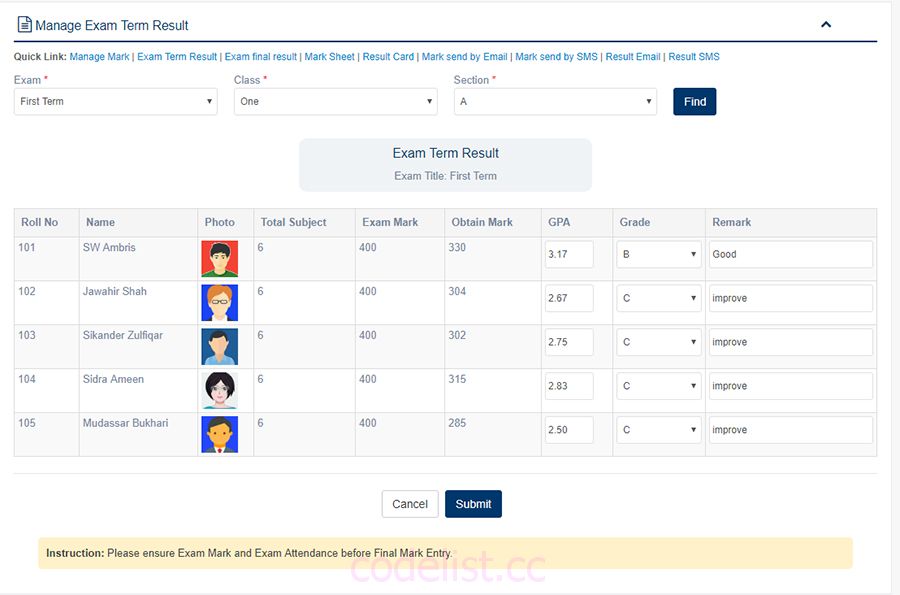 Manage Exam Term Result
Quick Link: Manage Mark | Exam Term Result | Exam final result | Mark Sheet | Result Card | Mark send by Email | Mark send by SMS | Result Email | Result SMS
Exam * Class * Section *
First Term One A Find
Exam Term Result
Exam Title: First Term
Roll No Name Photo Total Subject Exam Mark Obtain Mark GPA Grade Remark
101 SW Ambris 6 400 330 3.17 B Good
102 Jawahir Shah 6 400 304 2.67 C improve
103 Sikander Zulfiqar 6 400 302 2.75 C improve
104 Sidra Ameen 6 400 315 2.83 C improve
105 Mudassar Bukhari 6 400 285 2.50 C improve
Cancel Submit
Instruction: Please ensure Exam Mark and Exam Attendance before Final Mark Entry.
codelist.cc